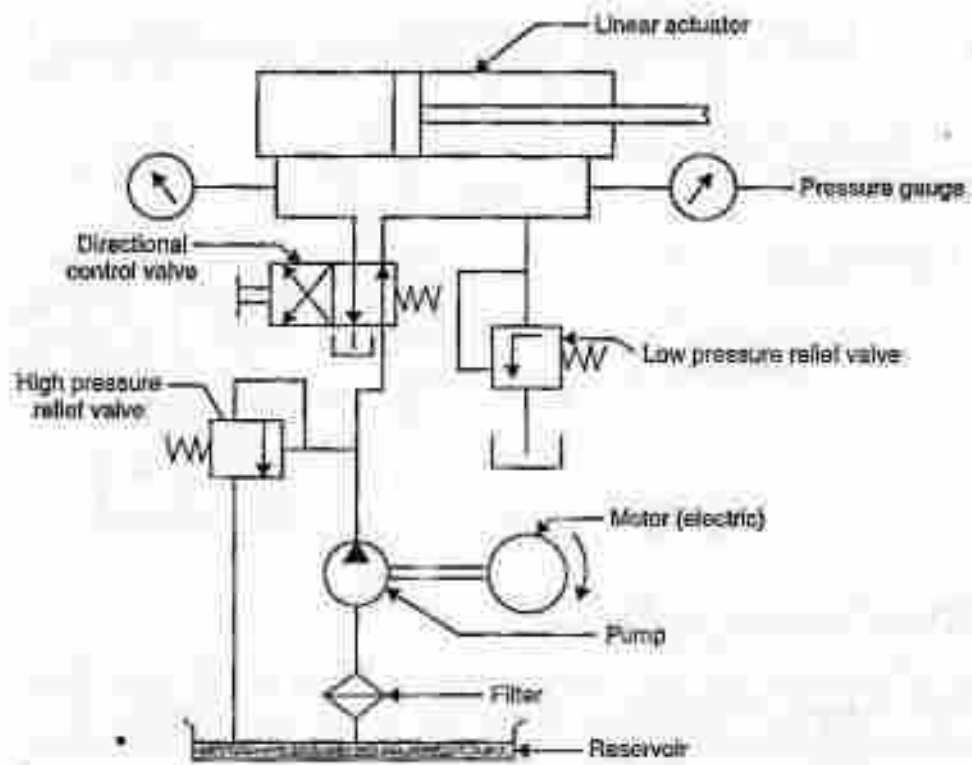 Linear actuator
Pressure gauge
Directional
control valve
Low pressure relief valve
High pressure
relief valve
Motor (electric)
Pump
Filter
Reservoir